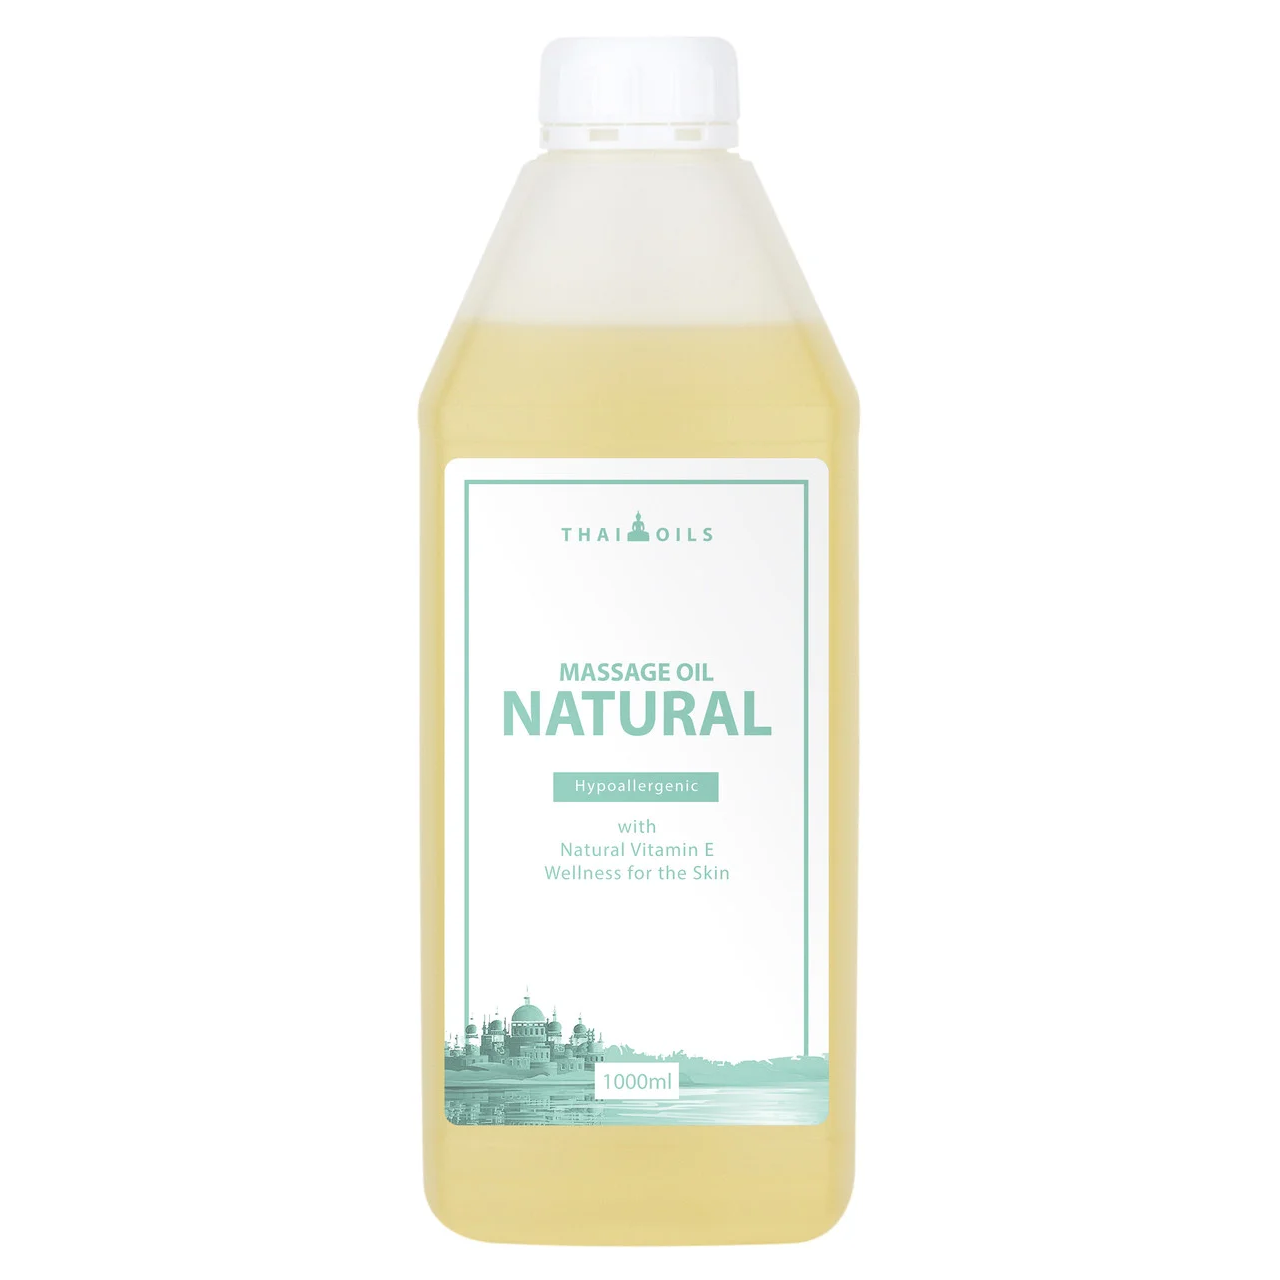 THAI OILS
MASSAGE OIL
NATURAL
Hypoallergenic
with
Natural Vitamin E
Wellness for the Skin
1000ml